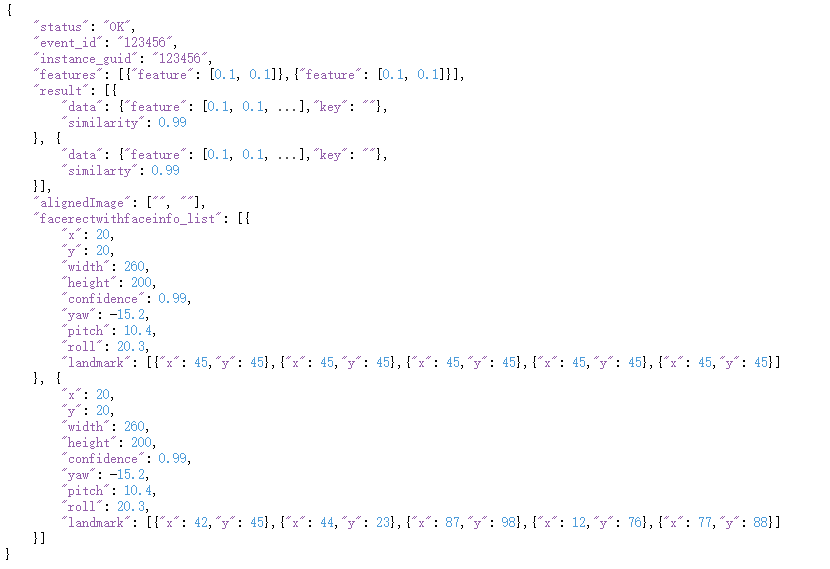 {
    "status": "OK",
    "event_id": "123456",
    "instance_guid": "123456",
    "features": [{"feature": [0.1, 0.1]},{"feature": [0.1, 0.1]}],
    "result": [{
        "data": {"feature": [0.1, 0.1, ...],"key": ""},
        "similarity": 0.99
    }, {
        "data": {"feature": [0.1, 0.1, ...],"key": ""},
        "similarty": 0.99
    }],
    "alignedImage": ["", ""],
    "facerectwithfaceinfo_list": [{
        "x": 20,
        "y": 20,
        "width": 260,
        "height": 200,
        "confidence": 0.99,
        "yaw": -15.2,
        "pitch": 10.4,
        "roll": 20.3,
        "landmark": [{"x": 45,"y": 45},{"x": 45,"y": 45},{"x": 45,"y": 45},{"x": 45,"y": 45},{"x": 45,"y": 45}]
    }, {
        "x": 20,
        "y": 20,
        "width": 260,
        "height": 200,
        "confidence": 0.99,
        "yaw": -15.2,
        "pitch": 10.4,
        "roll": 20.3,
        "landmark": [{"x": 42,"y": 45},{"x": 44,"y": 23},{"x": 87,"y": 98},{"x": 12,"y": 76},{"x": 77,"y": 88}]
    }]
}